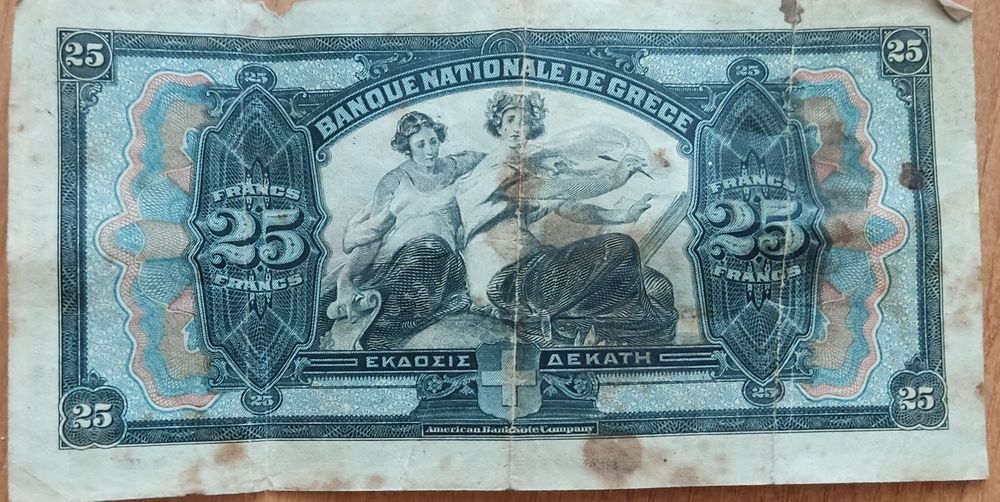 25 25
25 25
BANQUE NATIONALE DE GRECE
FRANCS FRANCS
25 25
FRANCS FRANCS
ΕΚΔΟΣΙΣ ΔΕΚΑΤΗ
25 25
25 25
American Bank Note Company